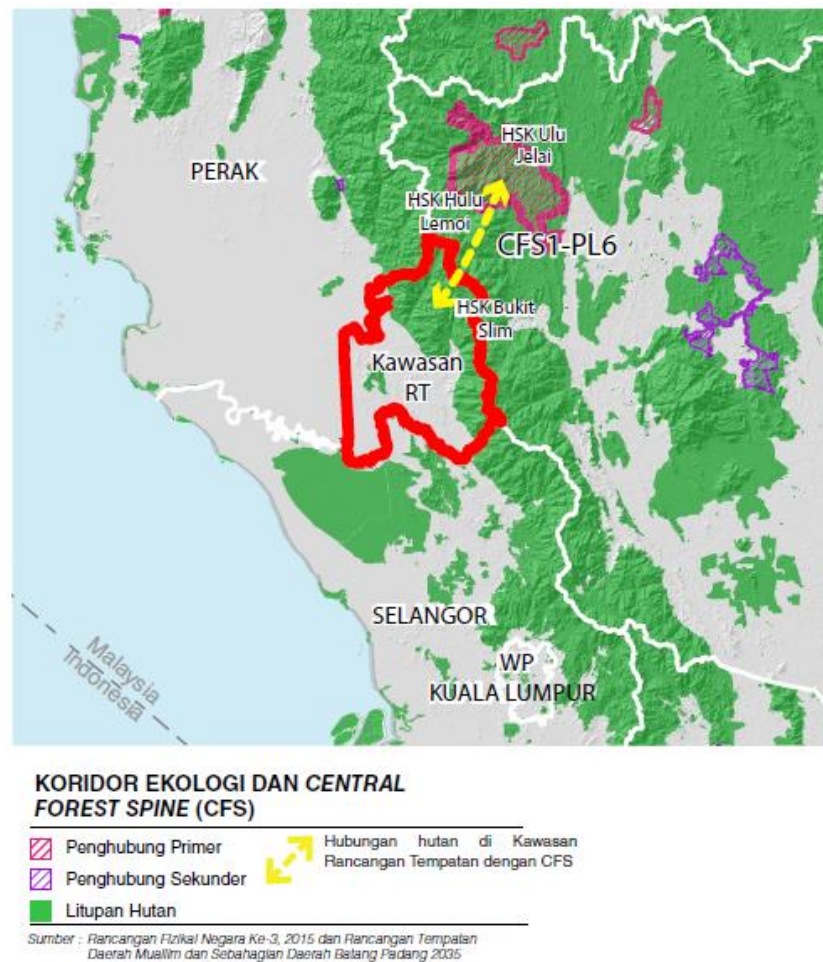 HSK Ulu
Jelai
PERAK
HSK Hulu
Lemoi
CFS1-PL6
HSK Bukit
Slim
Kawasan
RT
SELANGOR
WP
KUALA LUMPUR
Malaysia
Indonesia
KORIDOR EKOLOGI DAN CENTRAL
FOREST SPINE (CFS)
Penghubung Primer
Penghubung Sekunder
Litupan Hutan
Hubungan hutan di Kawasan
Rancangan Tempatan dengan CFS
Sumber : Rancangan Fizikal Negara Ke-3, 2015 dan Rancangan Tempatan
Daerah Muallim dan Sebahagian Daerah Batang Padang 2035